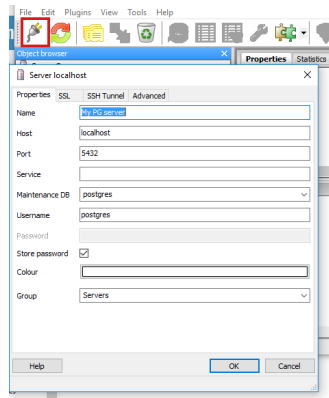 File Edit Plugins View Tools Help
Object browser
Properties Statistics
Server localhost
Properties SSL SSH Tunnel Advanced
Name My PG server
Host localhost
Port 5432
Service
Maintenance DB postgres
Username postgres
Password
Store password
Colour
Group Servers
Help OK Cancel